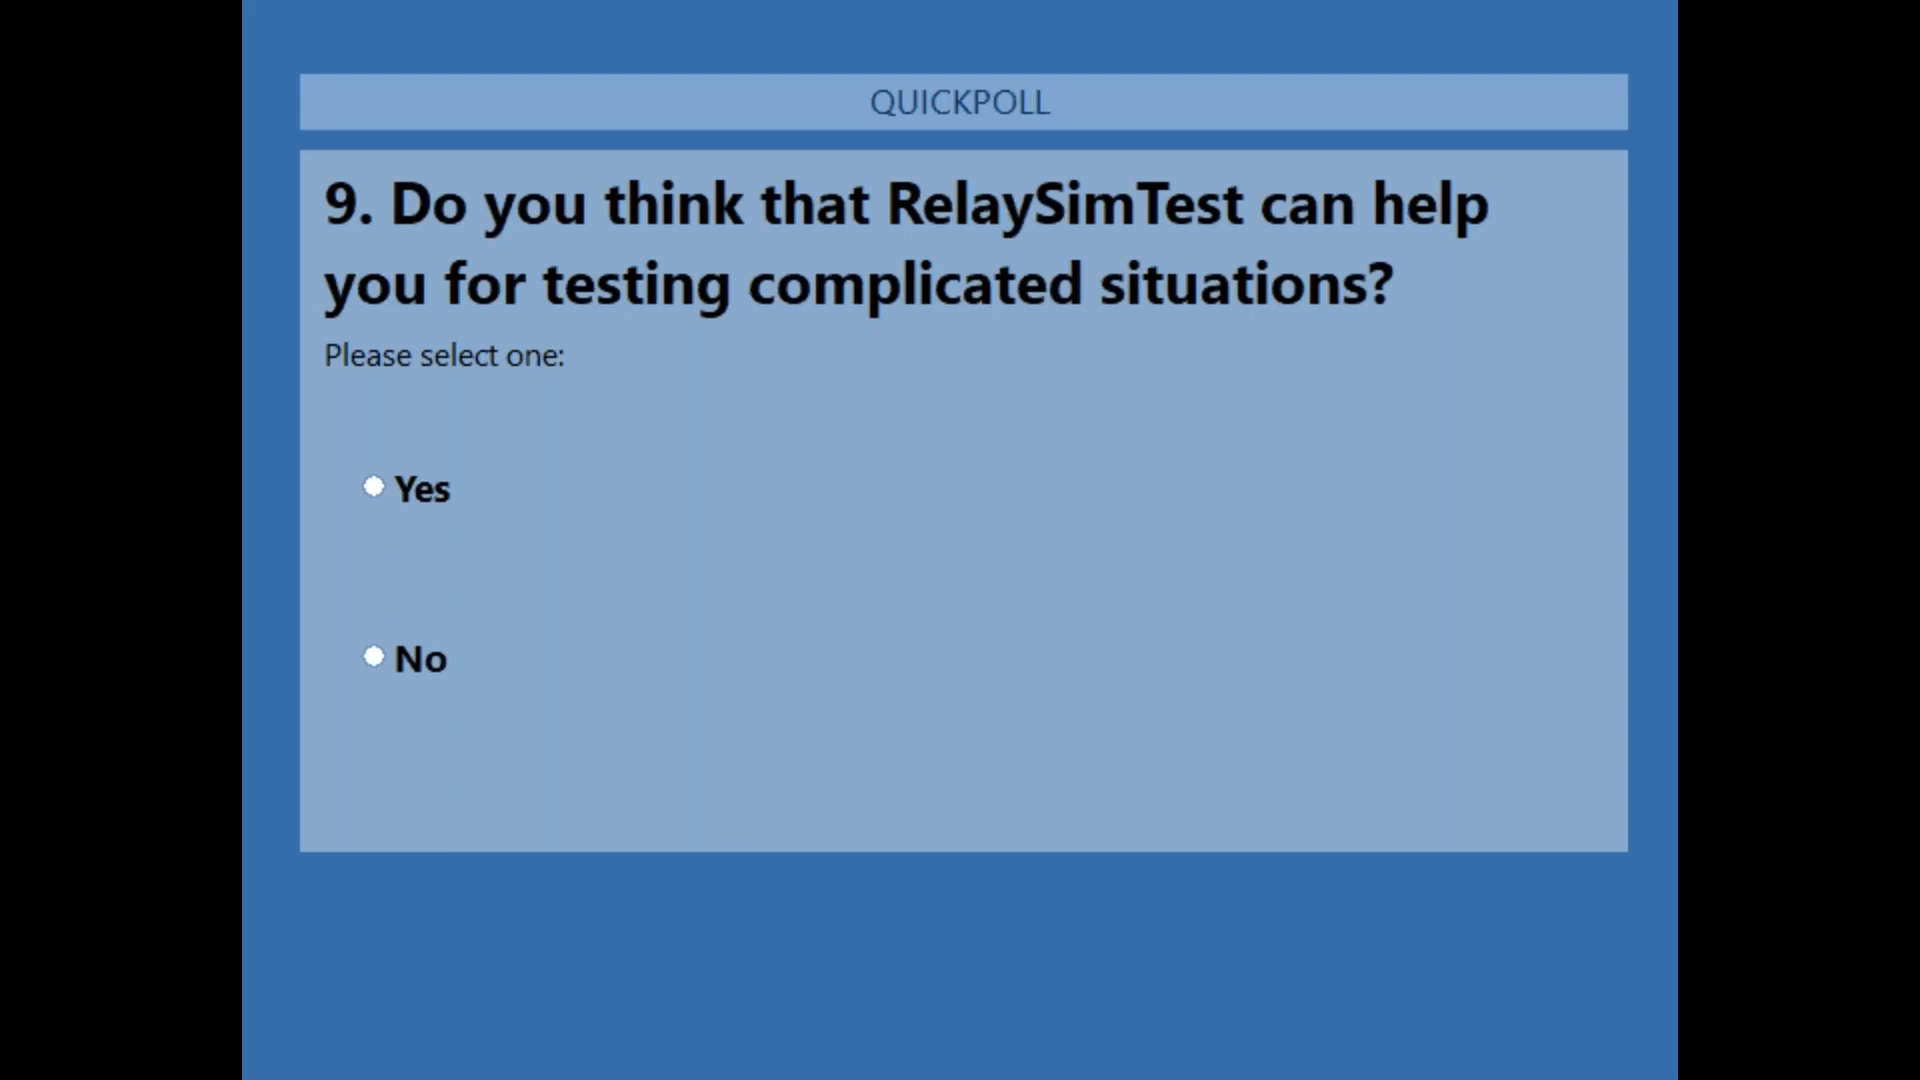 QUICKPOLL
9. Do you think that RelaySimTest can help
you for testing complicated situations?
Please select one:
Yes
No